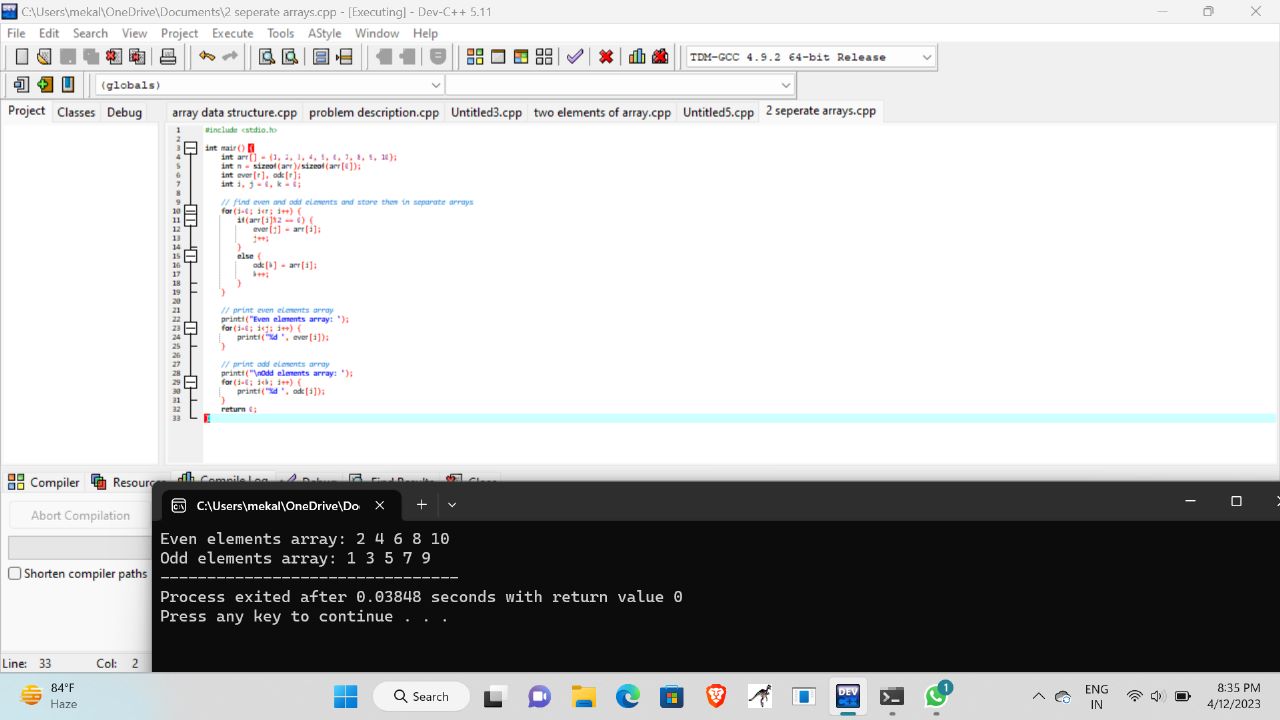 C:\Users\mekal\OneDrive\Documents\2 seperate arrays.cpp - [Executing] - Dev-C++ 5.11
File Edit Search View Project Execute Tools AStyle Window Help
TDM-GCC 4.9.2 64-bit Release
(globals)
Project Classes Debug array data structure.cpp problem description.cpp Untitled3.cpp two elements of array.cpp Untitled5.cpp 2 seperate arrays.cpp
1 #include <stdio.h>
2
3 int main() {
4 int arr[] = {1, 2, 3, 4, 5, 6, 7, 8, 9, 10};
5 int n = sizeof(arr)/sizeof(arr[0]);
6 int even[n], odd[n];
7 int i, j = 0, k = 0;
8
9 // find even and odd elements and store them in separate arrays
10 for(i=0; i<n; i++) {
11 if(arr[i]%2 == 0) {
12 even[j] = arr[i];
13 j++;
14 }
15 else {
16 odd[k] = arr[i];
17 k++;
18 }
19 }
20
21 // print even elements array
22 printf("Even elements array: ");
23 for(i=0; i<j; i++) {
24 printf("%d ", even[i]);
25 }
26
27 // print odd elements array
28 printf("\nOdd elements array: ");
29 for(i=0; i<k; i++) {
30 printf("%d ", odd[i]);
31 }
32 return 0;
33 }
Compiler Resources Compile Log Debug Find Results Close
Abort Compilation
Shorten compiler paths
C:\Users\mekal\OneDrive\Do
Even elements array: 2 4 6 8 10
Odd elements array: 1 3 5 7 9
--------------------------------
Process exited after 0.03848 seconds with return value 0
Press any key to continue . . .
Line: 33 Col: 2
84°F
Haze
Search
DEV
1
ENG
IN
8:35 PM
4/12/2023